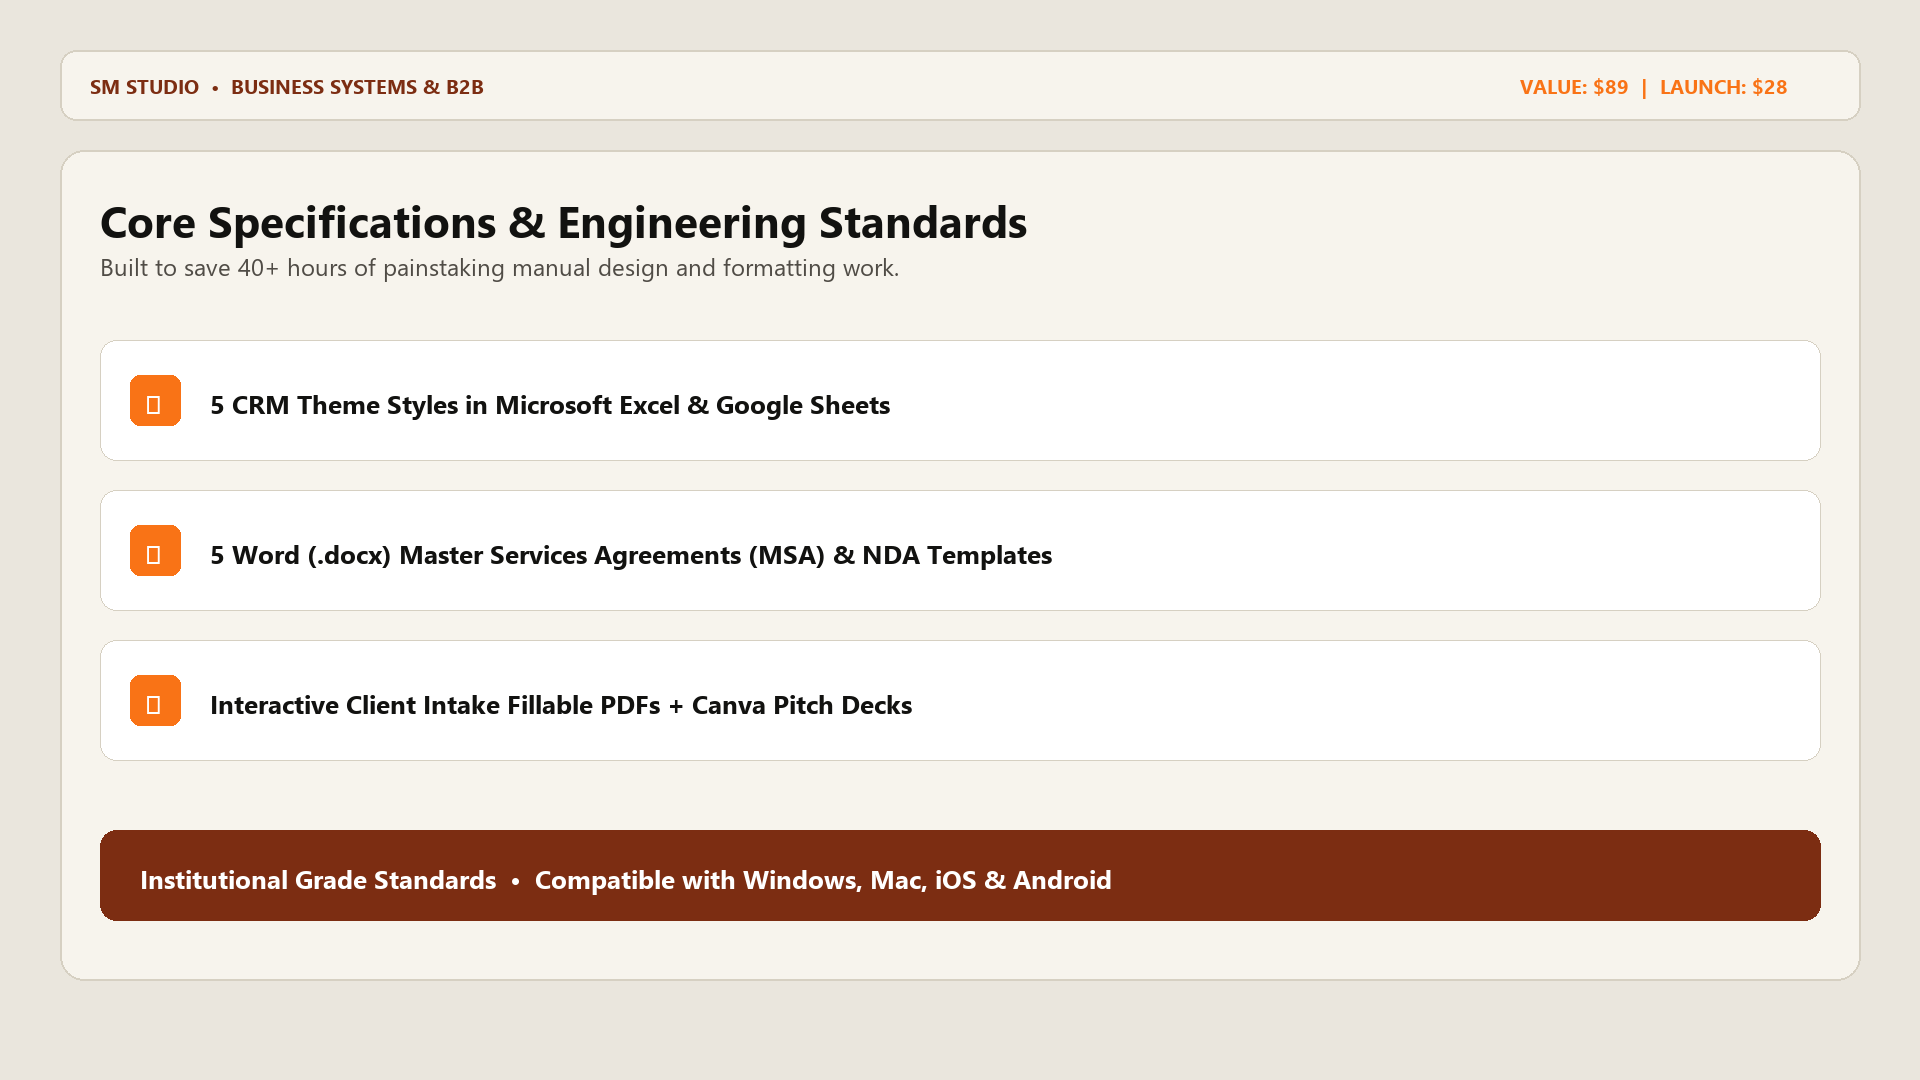 SM STUDIO • BUSINESS SYSTEMS & B2B
VALUE: $89 | LAUNCH: $28
Core Specifications & Engineering Standards
Built to save 40+ hours of painstaking manual design and formatting work.
5 CRM Theme Styles in Microsoft Excel & Google Sheets
5 Word (.docx) Master Services Agreements (MSA) & NDA Templates
Interactive Client Intake Fillable PDFs + Canva Pitch Decks
Institutional Grade Standards • Compatible with Windows, Mac, iOS & Android